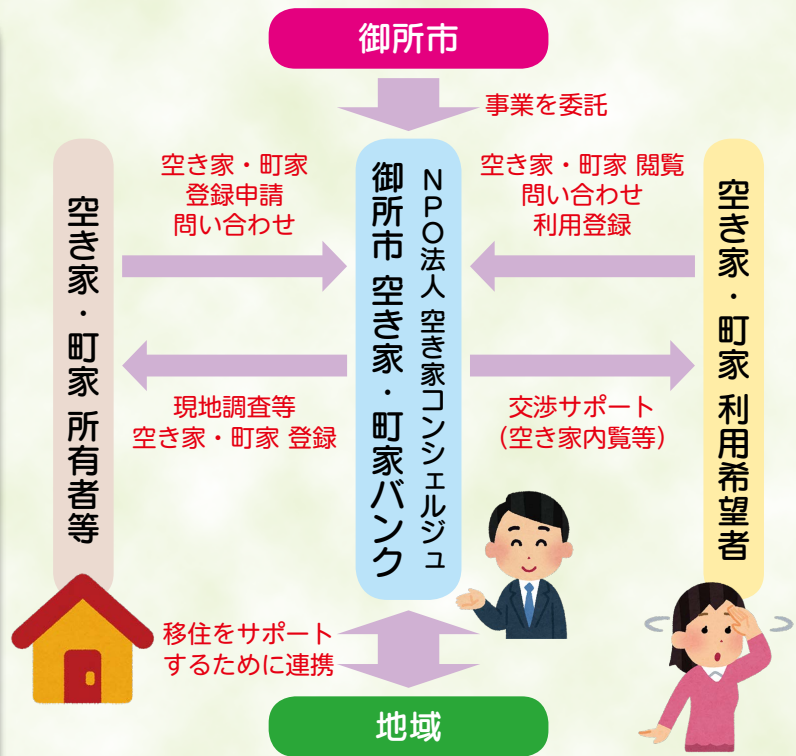 御所市
事業を委託
空き家・町家 所有者等
空き家・町家
登録申請
問い合わせ
現地調査等
空き家・町家 登録
NPO法人 空き家コンシェルジュ
御所市 空き家・町家バンク
空き家・町家 閲覧
問い合わせ
利用登録
交渉サポート
（空き家内覧等）
空き家・町家 利用希望者
移住をサポート
するために連携
地域